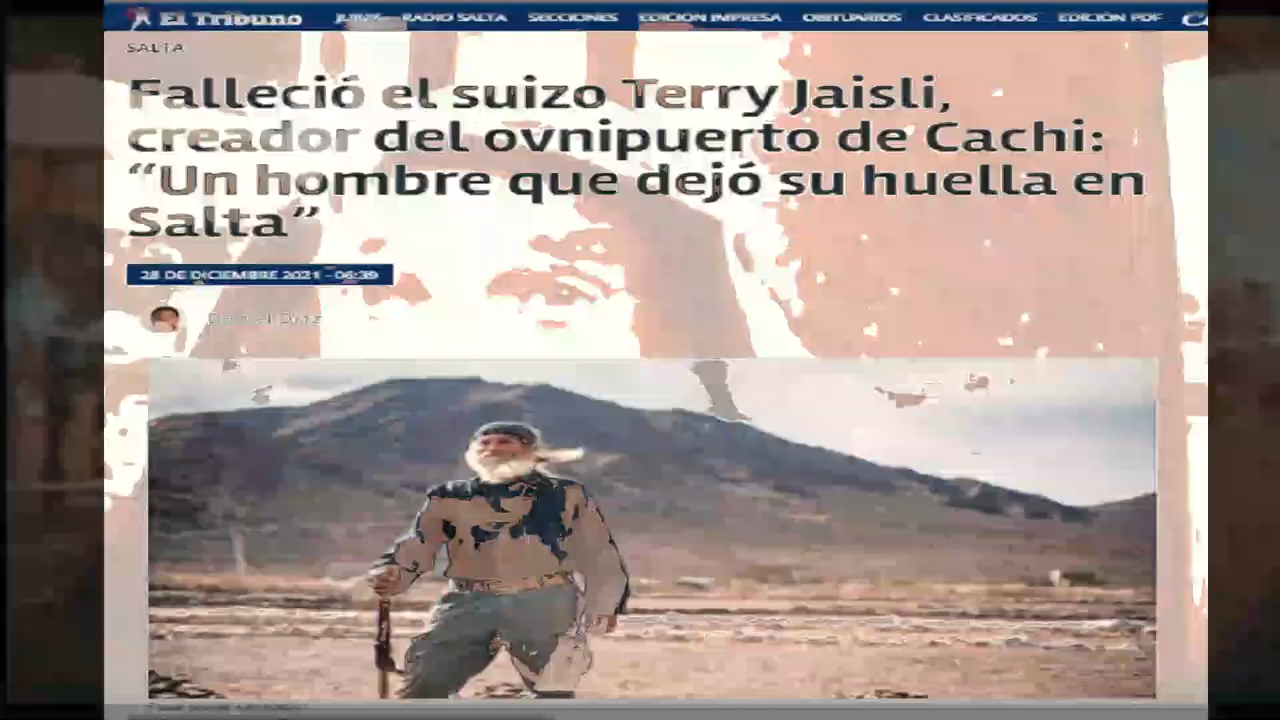 El Tribuno RADIO SALTA SECCIONES EDICIÓN IMPRESA OBITUARIOS CLASIFICADOS EDICIÓN PDF
SALTA
Falleció el suizo Terry Jaisli,
creador del ovnipuerto de Cachi:
“Un hombre que dejó su huella en
Salta”
28 DE DICIEMBRE 2021 - 06:39